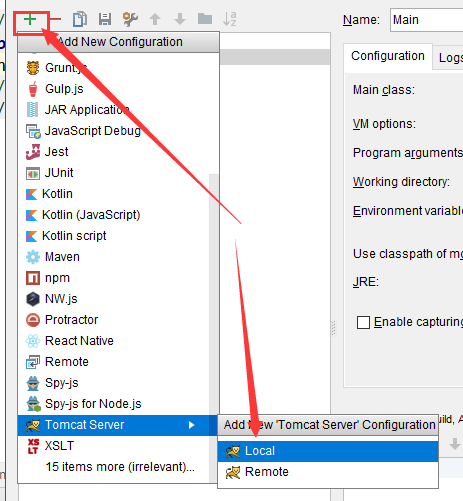 Name: Main
Add New Configuration
Grunt.js
Gulp.js
JAR Application
JavaScript Debug
Jest
JUnit
Kotlin
Kotlin (JavaScript)
Kotlin script
Maven
npm
NW.js
Protractor
React Native
Remote
Spy-js
Spy-js for Node.js
Tomcat Server
XSLT
15 items more (irrelevant)...
Add New 'Tomcat Server' Configuration
Local
Remote
Configuration
Logs
Main class:
VM options:
Program arguments
Working directory:
Environment variable
Use classpath of m
JRE:
Enable capturing